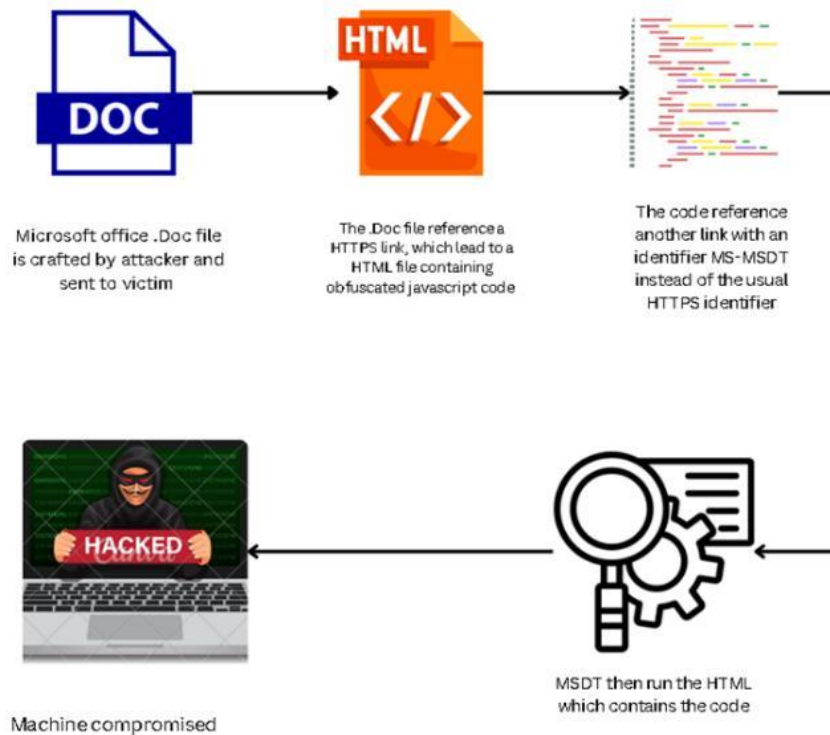 DOC
HTML
</>
Microsoft office .Doc file
is crafted by attacker and
sent to victim
The .Doc file reference a
HTTPS link, which lead to a
HTML file containing
obfuscated javascript code
The code reference
another link with an
identifier MS-MSDT
instead of the usual
HTTPS identifier
HACKED
Canva
Machine compromised
MSDT then run the HTML
which contains the code